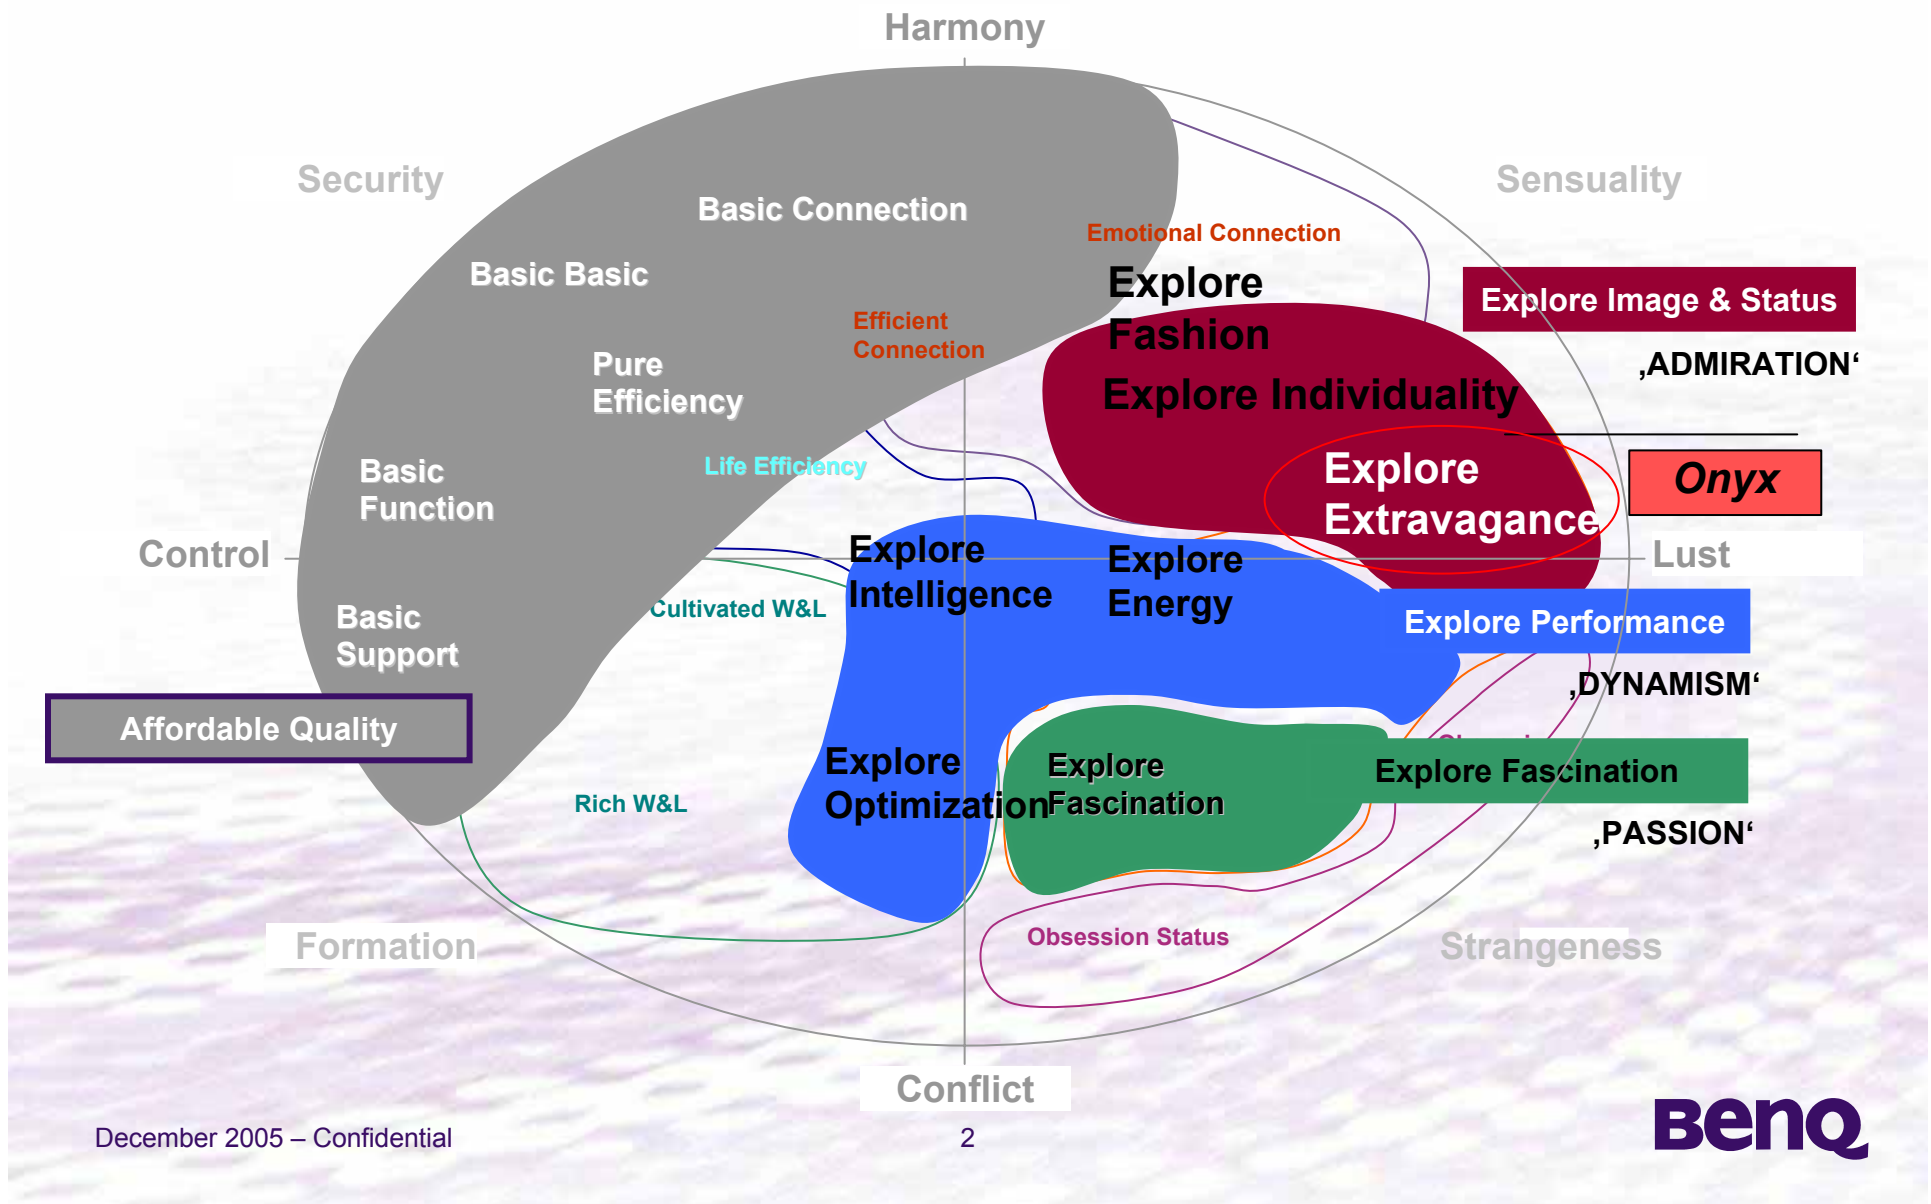 Harmony
Security
Sensuality
Basic Connection
Emotional Connection
Basic Basic
Explore
Fashion
Explore Image & Status
Efficient
Connection
‚ADMIRATION‘
Pure
Efficiency
Explore Individuality
Life Efficiency
Explore
Extravagance
Onyx
Basic
Function
Control
Lust
Explore
Intelligence
Explore
Energy
Cultivated W&L
Basic
Support
Explore Performance
‚DYNAMISM‘
Affordable Quality
Explore
Optimization
Explore
Fascination
Explore Fascination
Rich W&L
‚PASSION‘
Formation
Obsession Status
Strangeness
Conflict
December 2005 – Confidential
2
BenQ